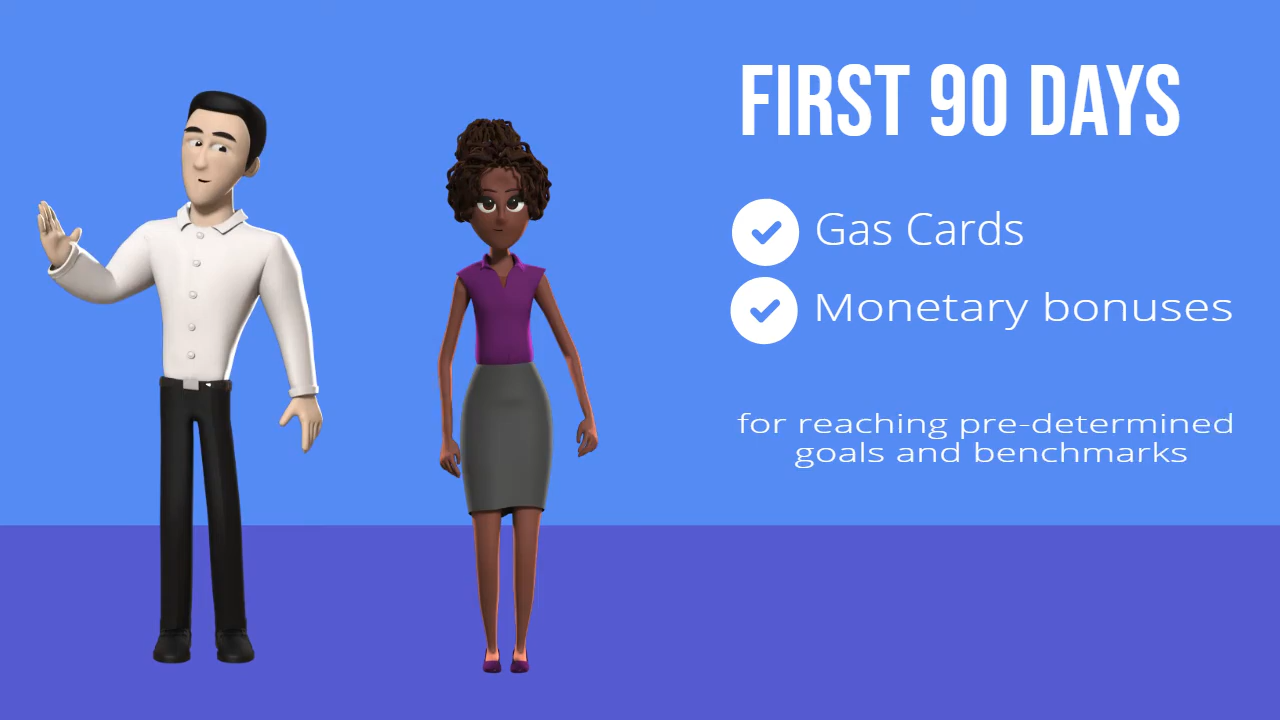 FIRST 90 DAYS
Gas Cards
Monetary bonuses
for reaching pre-determined
goals and benchmarks